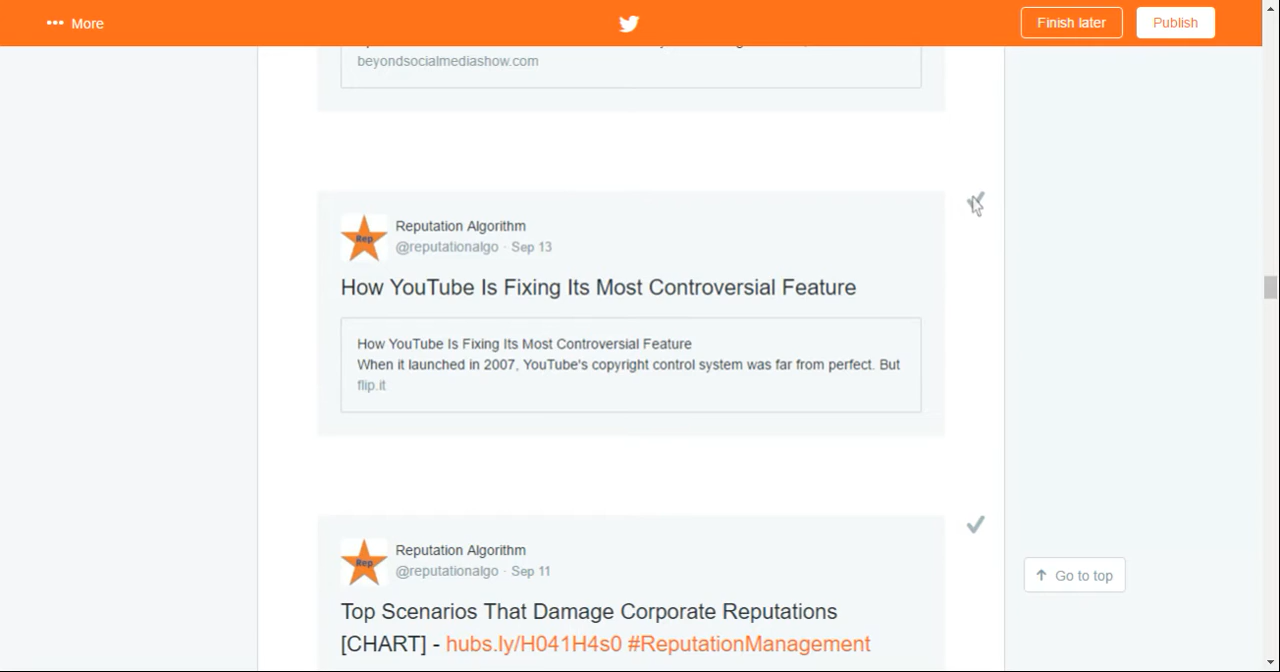 More
Finish later
Publish
beyondsocialmediashow.com
Rep
Reputation Algorithm
@reputationalgo · Sep 13
How YouTube Is Fixing Its Most Controversial Feature
How YouTube Is Fixing Its Most Controversial Feature
When it launched in 2007, YouTube's copyright control system was far from perfect. But
flip.it
Rep
Reputation Algorithm
@reputationalgo · Sep 11
Top Scenarios That Damage Corporate Reputations
[CHART] - hubs.ly/H041H4s0 #ReputationManagement
Go to top